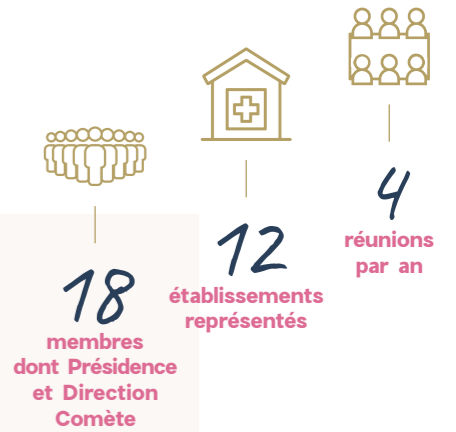 18
membres
dont Présidence
et Direction
Comète
12
établissements
représentés
4
réunions
par an